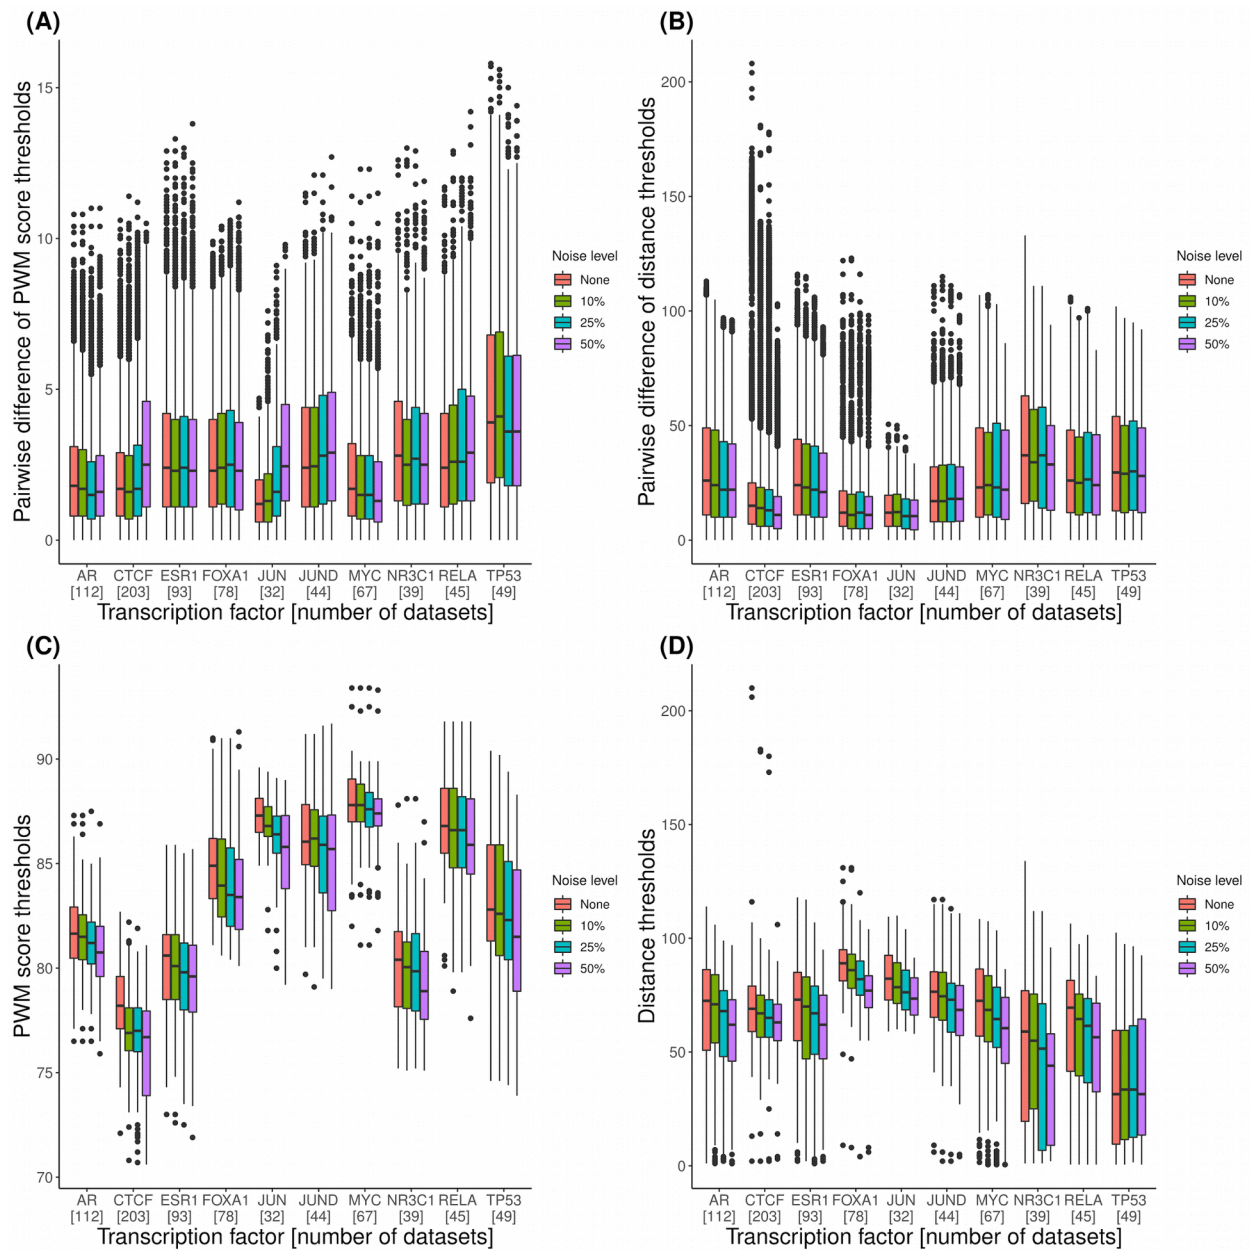 (A)
Pairwise difference of PWM score thresholds
15
10
5
0
AR CTCF ESR1 FOXA1 JUN JUND MYC NR3C1 RELA TP53
[112] [203] [93] [78] [32] [44] [67] [39] [45] [49]
Transcription factor [number of datasets]
Noise level
None
10%
25%
50%
(B)
Pairwise difference of distance thresholds
200
150
100
50
0
AR CTCF ESR1 FOXA1 JUN JUND MYC NR3C1 RELA TP53
[112] [203] [93] [78] [32] [44] [67] [39] [45] [49]
Transcription factor [number of datasets]
Noise level
None
10%
25%
50%
(C)
PWM score thresholds
90
85
80
75
70
AR CTCF ESR1 FOXA1 JUN JUND MYC NR3C1 RELA TP53
[112] [203] [93] [78] [32] [44] [67] [39] [45] [49]
Transcription factor [number of datasets]
Noise level
None
10%
25%
50%
(D)
Distance thresholds
200
150
100
50
0
AR CTCF ESR1 FOXA1 JUN JUND MYC NR3C1 RELA TP53
[112] [203] [93] [78] [32] [44] [67] [39] [45] [49]
Transcription factor [number of datasets]
Noise level
None
10%
25%
50%